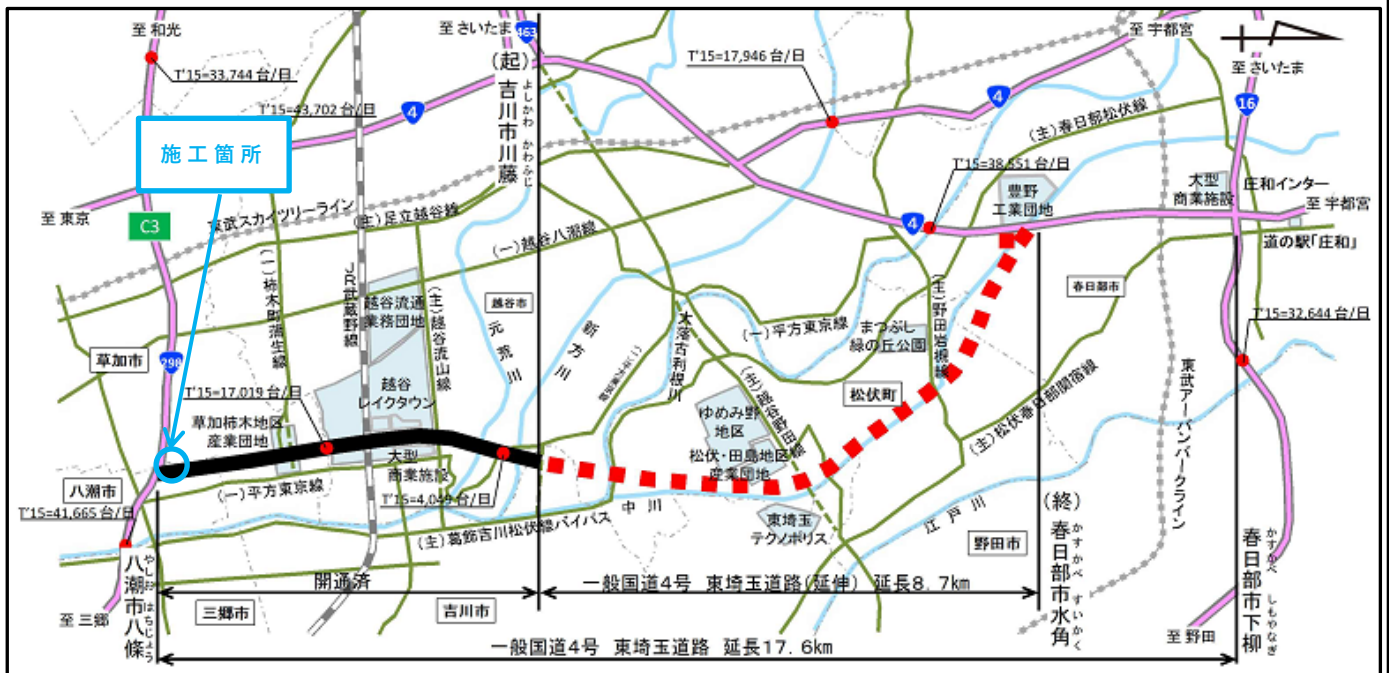 至 和光
至 さいたま
463
(起)
吉川市川藤
よしかわ かわふじ
T'15=33,744 台/日
T'15=43,702 台/日
4
T'15=17,946 台/日
4
至 宇都宮
至 さいたま
16
施工箇所
(主)春日部松伏線
T'15=38,551 台/日
豊野
工業団地
大型
商業施設
庄和インター
至 宇都宮
道の駅「庄和」
至 東京
C3
東武スカイツリーライン
(主)足立越谷線
(一)越谷八潮線
4
(一)柿木町蒲生線
JR武蔵野線
越谷流通
業務団地
(主)越谷流山線
越谷市
元荒川
新方川
大落古利根川
(一)平方東京線
まつぶし
緑の丘公園
(主)野田岩槻線
春日部市
T'15=32,644 台/日
草加市
298
T'15=17,019 台/日
越谷
レイクタウン
草加柿木地区
産業団地
大型
商業施設
ゆめみ野
地区
(主)越谷野田線
松伏町
松伏・田島地区
産業団地
(主)松伏春日部関宿線
東武アーバンパークライン
八潮市
(一)平方東京線
T'15=4,049 台/日
T'15=41,665 台/日
中川
(主)葛飾吉川松伏線バイパス
東埼玉
テクノポリス
江戸川
野田市
(終)
春日部市水角
かすかべ すいかく
春日部市下柳
かすかべ しもやなぎ
八潮市八條
やしお はちじょう
至 三郷
開通済
三郷市
吉川市
一般国道4号 東埼玉道路(延伸) 延長8.7km
至 野田
一般国道4号 東埼玉道路 延長17.6km